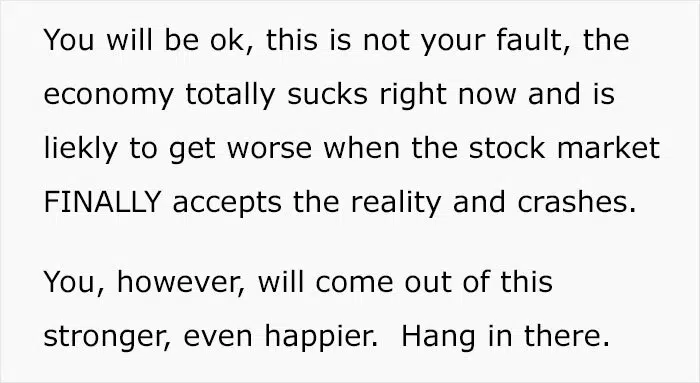 You will be ok, this is not your fault, the
economy totally sucks right now and is
liekly to get worse when the stock market
FINALLY accepts the reality and crashes.
You, however, will come out of this
stronger, even happier.  Hang in there.